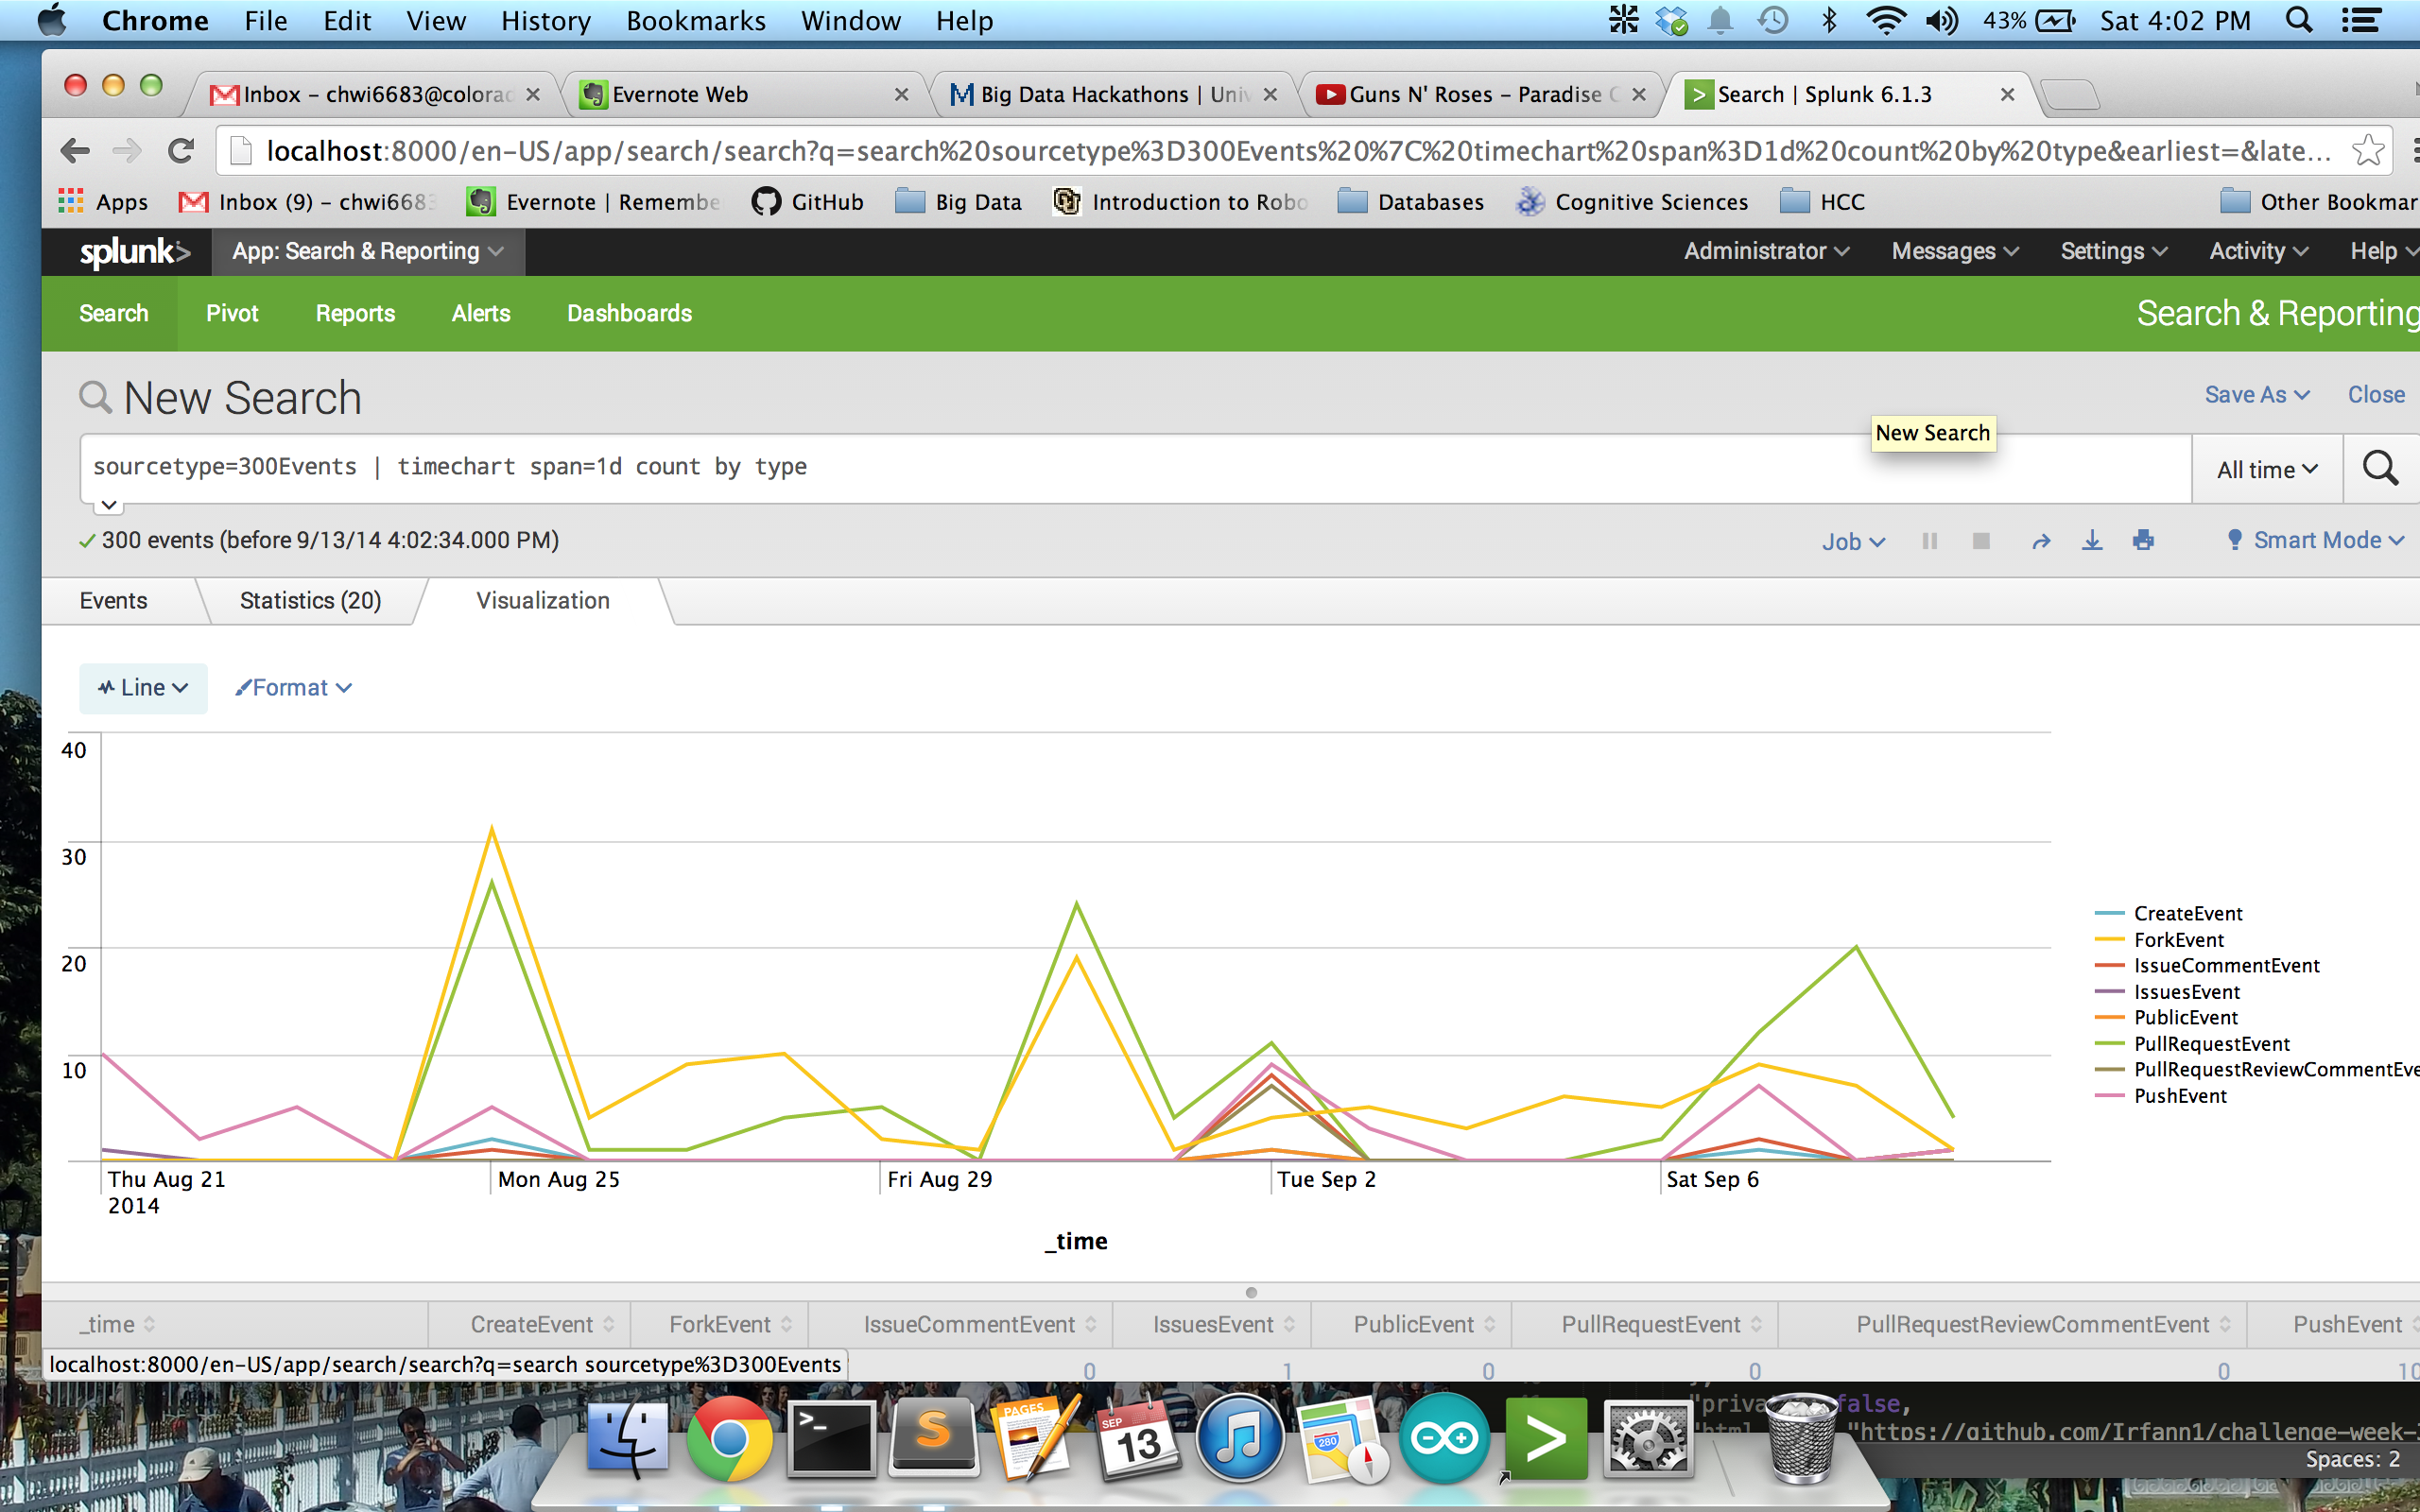 Chrome File Edit View History Bookmarks Window Help 43% Sat 4:02 PM
Inbox – chwi6683@colorad Evernote Web Big Data Hackathons | Univ Guns N' Roses – Paradise C Search | Splunk 6.1.3
localhost:8000/en-US/app/search/search?q=search%20sourcetype%3D300Events%20%7C%20timechart%20span%3D1d%20count%20by%20type&earliest=&late...
Apps Inbox (9) – chwi6683 Evernote | Remembe GitHub Big Data Introduction to Robo Databases Cognitive Sciences HCC Other Bookmar
splunk> App: Search & Reporting Administrator Messages Settings Activity Help
Search Pivot Reports Alerts Dashboards Search & Reporting
New Search Save As Close
New Search
sourcetype=300Events | timechart span=1d count by type All time
300 events (before 9/13/14 4:02:34.000 PM) Job Smart Mode
Events Statistics (20) Visualization
Line Format
40
30
20
10
CreateEvent
ForkEvent
IssueCommentEvent
IssuesEvent
PublicEvent
PullRequestEvent
PullRequestReviewCommentEve
PushEvent
Thu Aug 21 Mon Aug 25 Fri Aug 29 Tue Sep 2 Sat Sep 6
2014
_time
_time CreateEvent ForkEvent IssueCommentEvent IssuesEvent PublicEvent PullRequestEvent PullRequestReviewCommentEvent PushEvent
localhost:8000/en-US/app/search/search?q=search sourcetype%3D300Events 0 1 0 0 0 10
PAGES
SEP
13
280
false,
"https://github.com/Irfann1/challenge-week-
Spaces: 2